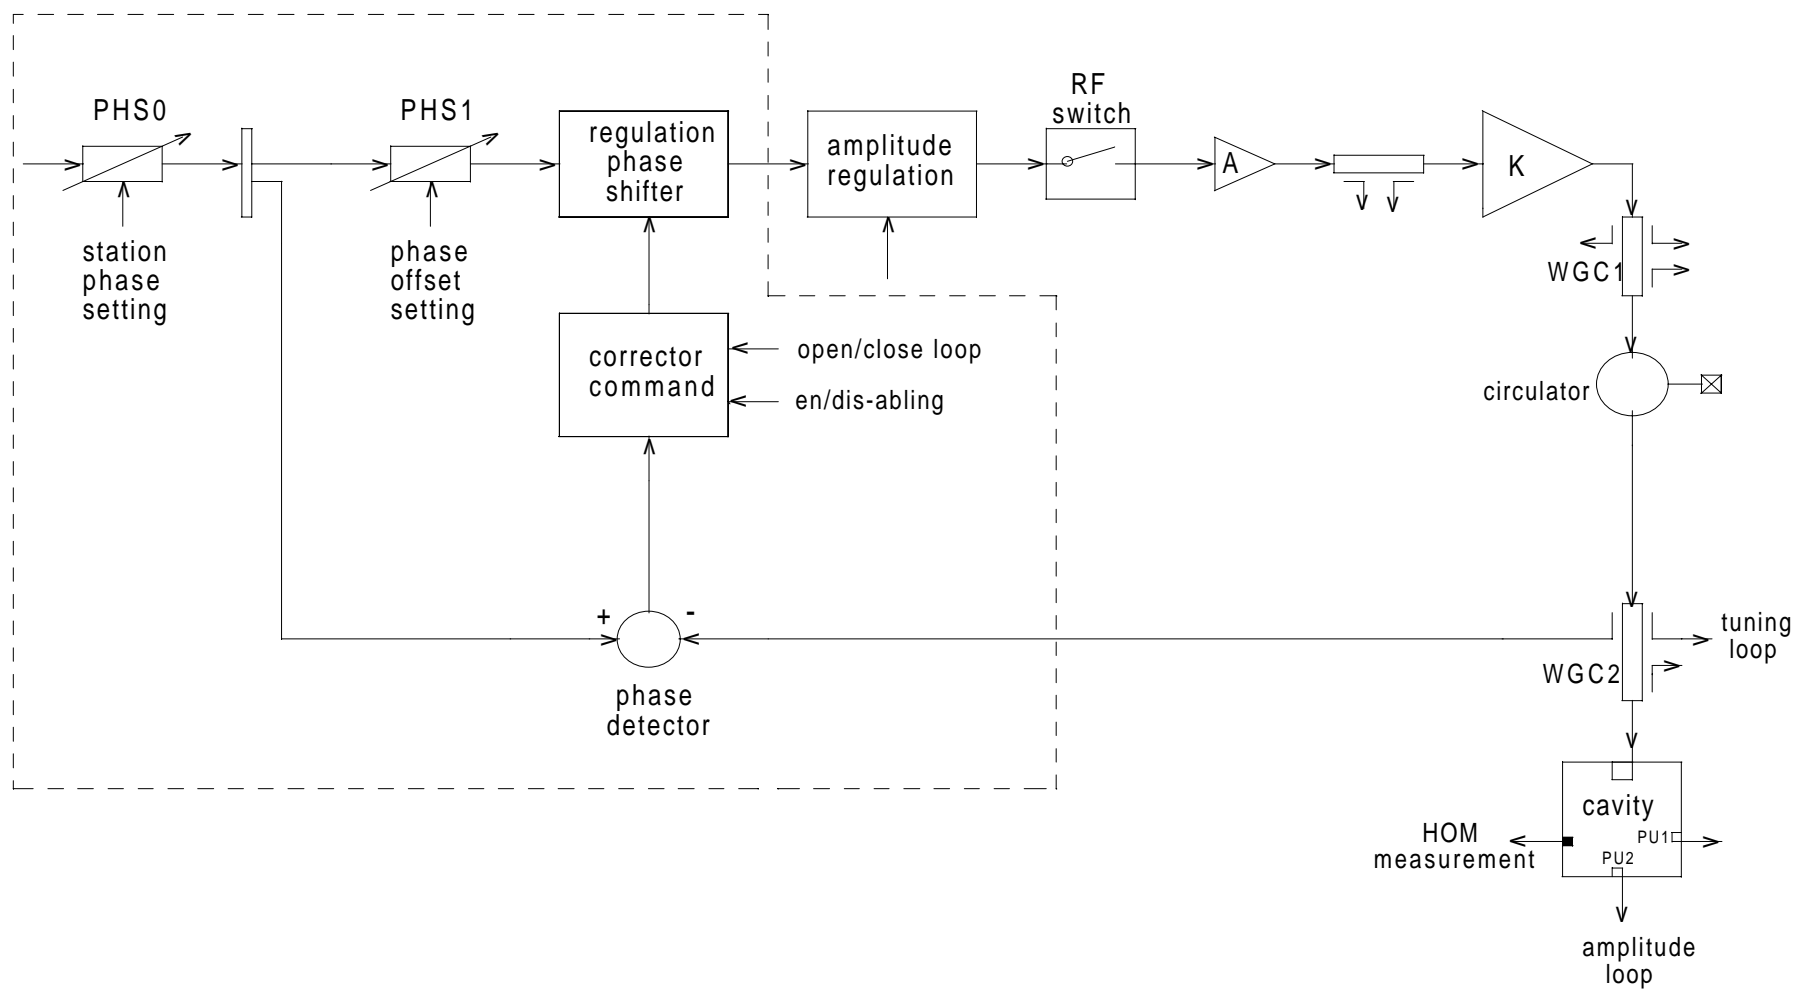 PHS0
PHS1
RF
switch
regulation
phase
shifter
amplitude
regulation
A
K
station
phase
setting
phase
offset
setting
WGC1
corrector
command
open/close loop
en/dis-abling
circulator
+
-
phase
detector
tuning
loop
WGC2
cavity
PU1
PU2
HOM
measurement
amplitude
loop